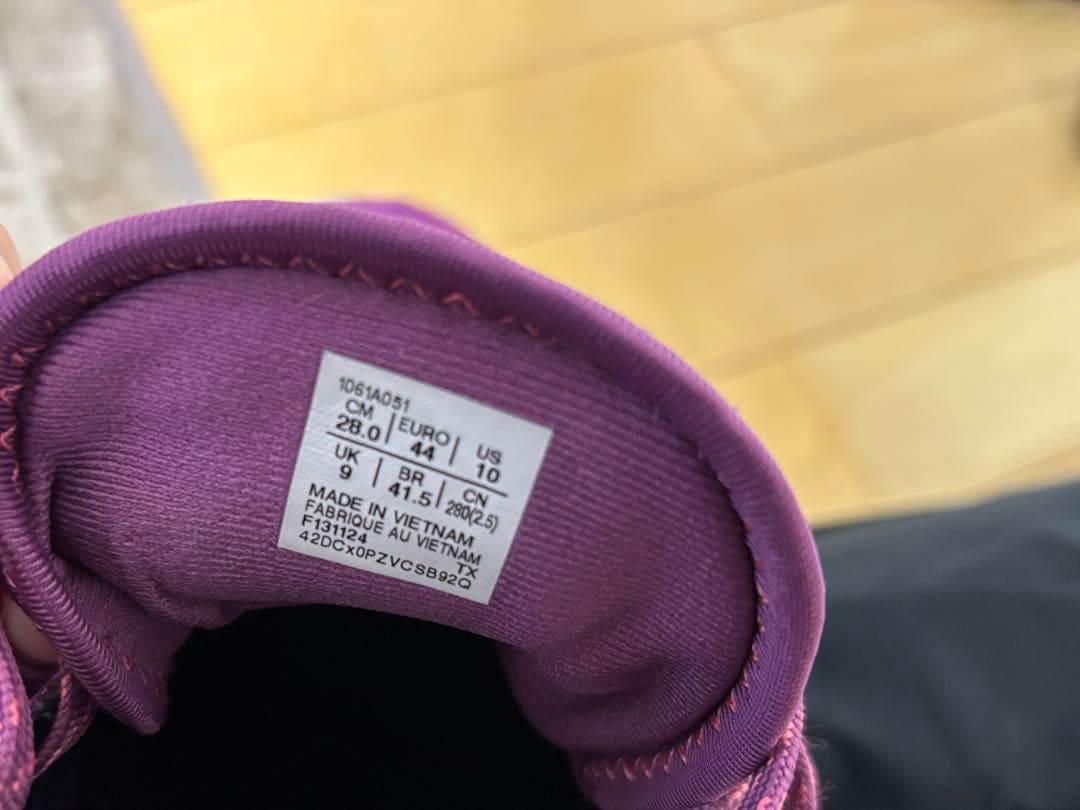 1061A051
CM | EURO | US
28.0 | 44 | 10
UK | BR | CN
9 | 41.5 | 280(2.5)
MADE IN VIETNAM
FABRIQUE AU VIETNAM
F131124 TX
42DCx0PZVCSB92Q